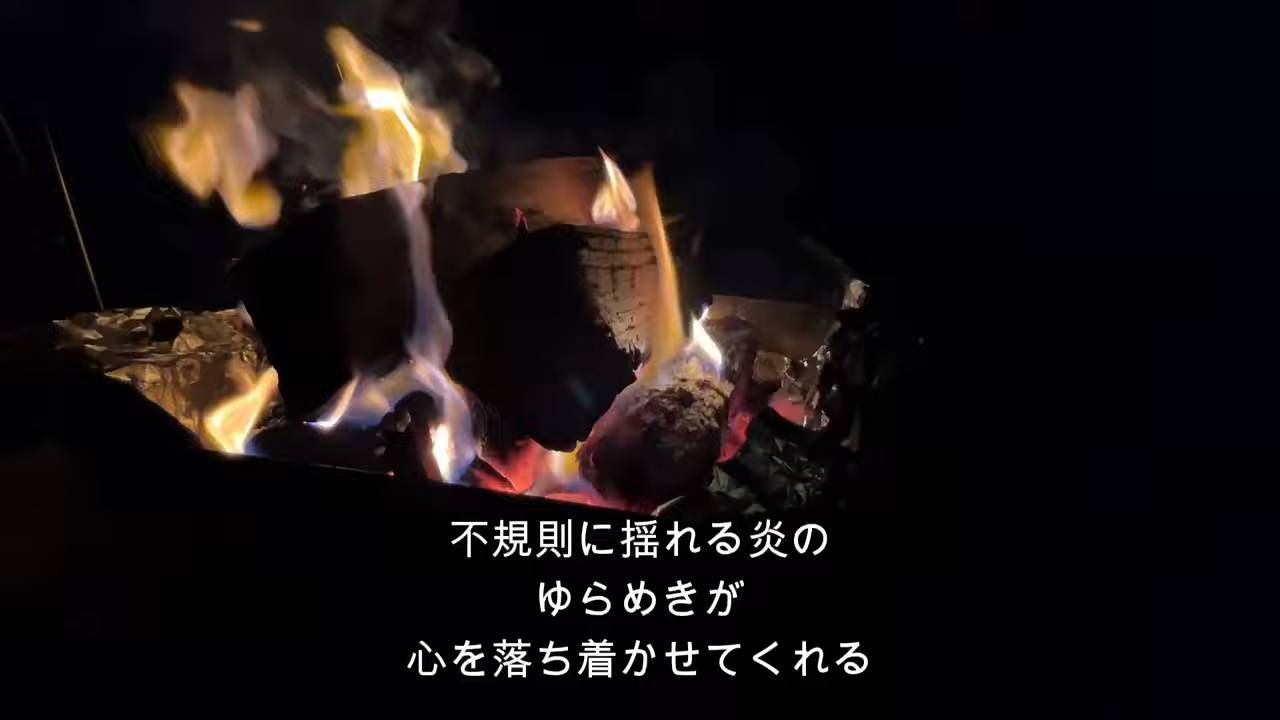 不規則に揺れる炎の
ゆらめきが
心を落ち着かせてくれる